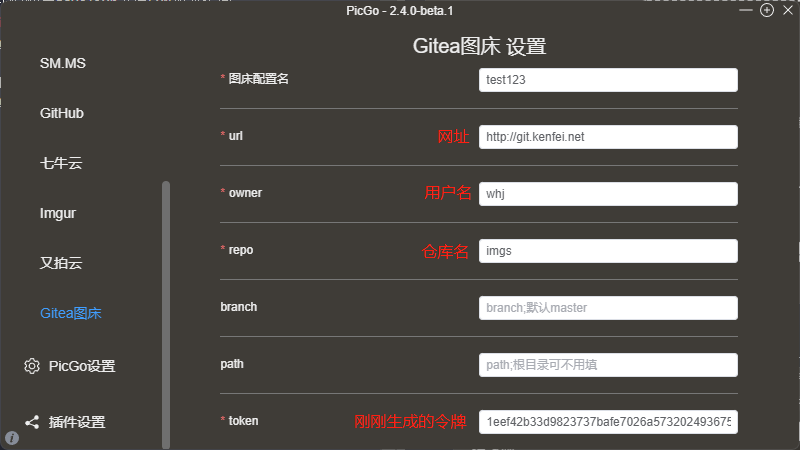 PicGo - 2.4.0-beta.1
Gitea图床 设置
SM.MS
GitHub
七牛云
Imgur
又拍云
Gitea图床
PicGo设置
插件设置
* 图床配置名 test123
* url 网址 http://git.kenfei.net
* owner 用户名 whj
* repo 仓库名 imgs
branch branch;默认master
path path;根目录可不用填
* token 刚刚生成的令牌 1eef42b33d9823737bafe7026a573202493675